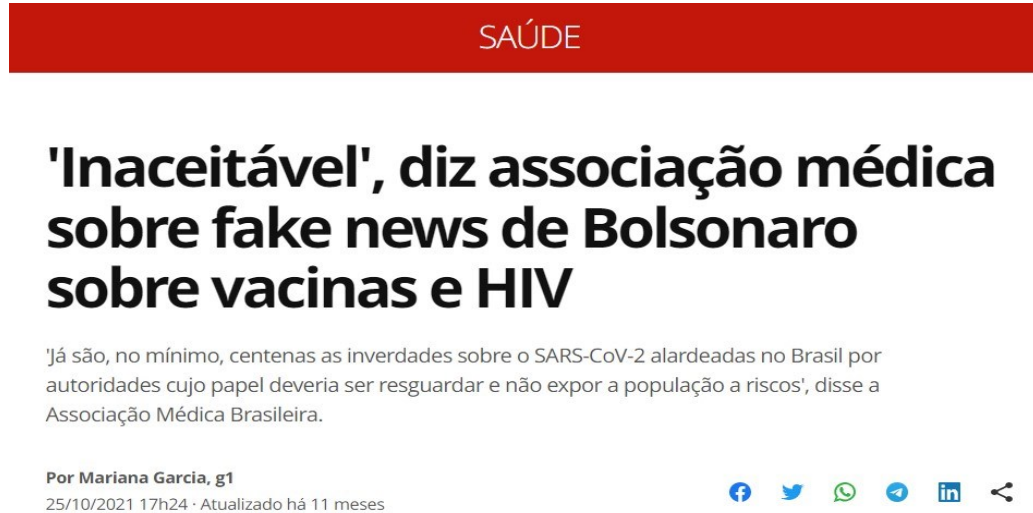 SAÚDE
'Inaceitável', diz associação médica
sobre fake news de Bolsonaro
sobre vacinas e HIV
'Já são, no mínimo, centenas as inverdades sobre o SARS-CoV-2 alardeadas no Brasil por
autoridades cujo papel deveria ser resguardar e não expor a população a riscos', disse a
Associação Médica Brasileira.
Por Mariana Garcia, g1
25/10/2021 17h24 · Atualizado há 11 meses